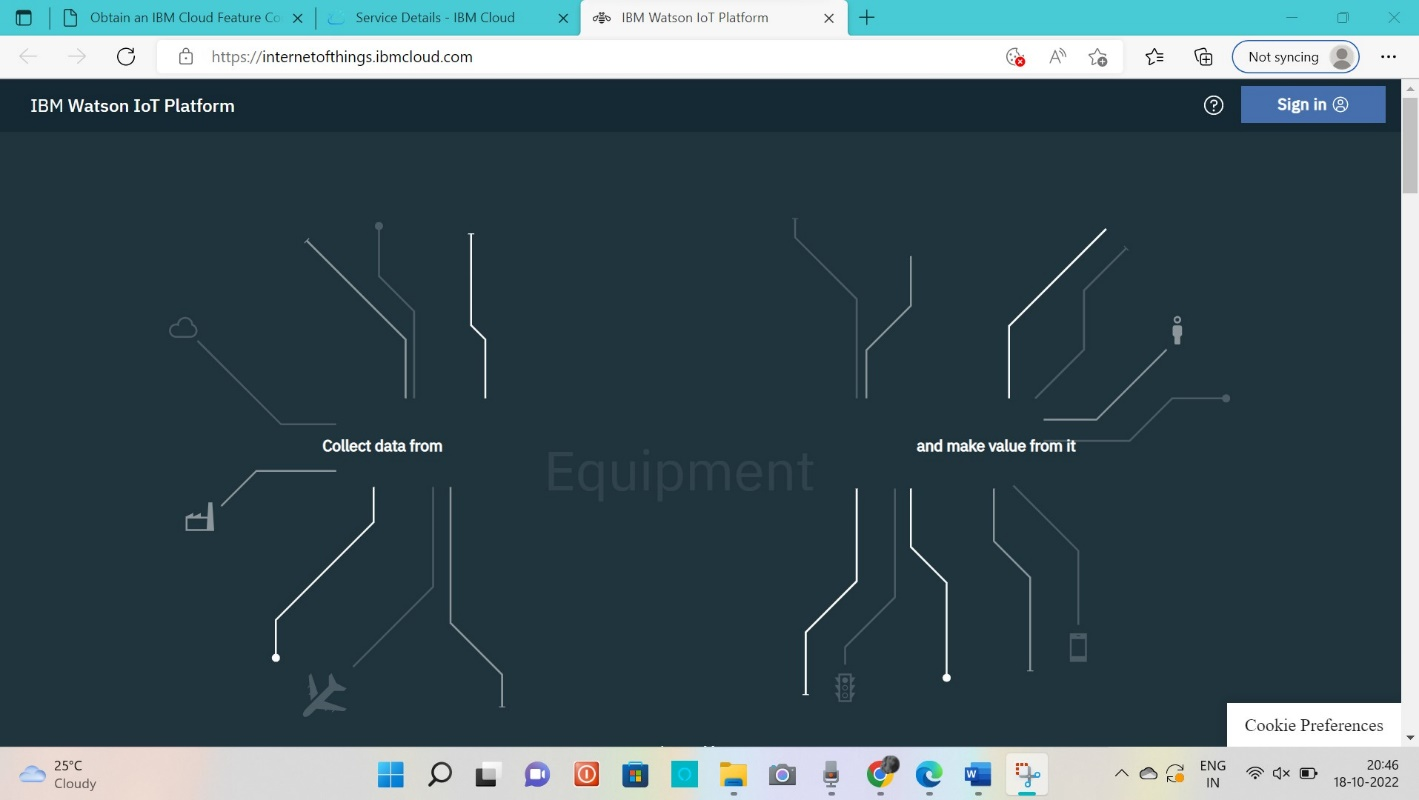 Obtain an IBM Cloud Feature Co
Service Details - IBM Cloud
IBM Watson IoT Platform
https://internetofthings.ibmcloud.com
Not syncing
IBM Watson IoT Platform
Sign in
Collect data from
Equipment
and make value from it
Cookie Preferences
25°C
Cloudy
ENG
IN
20:46
18-10-2022